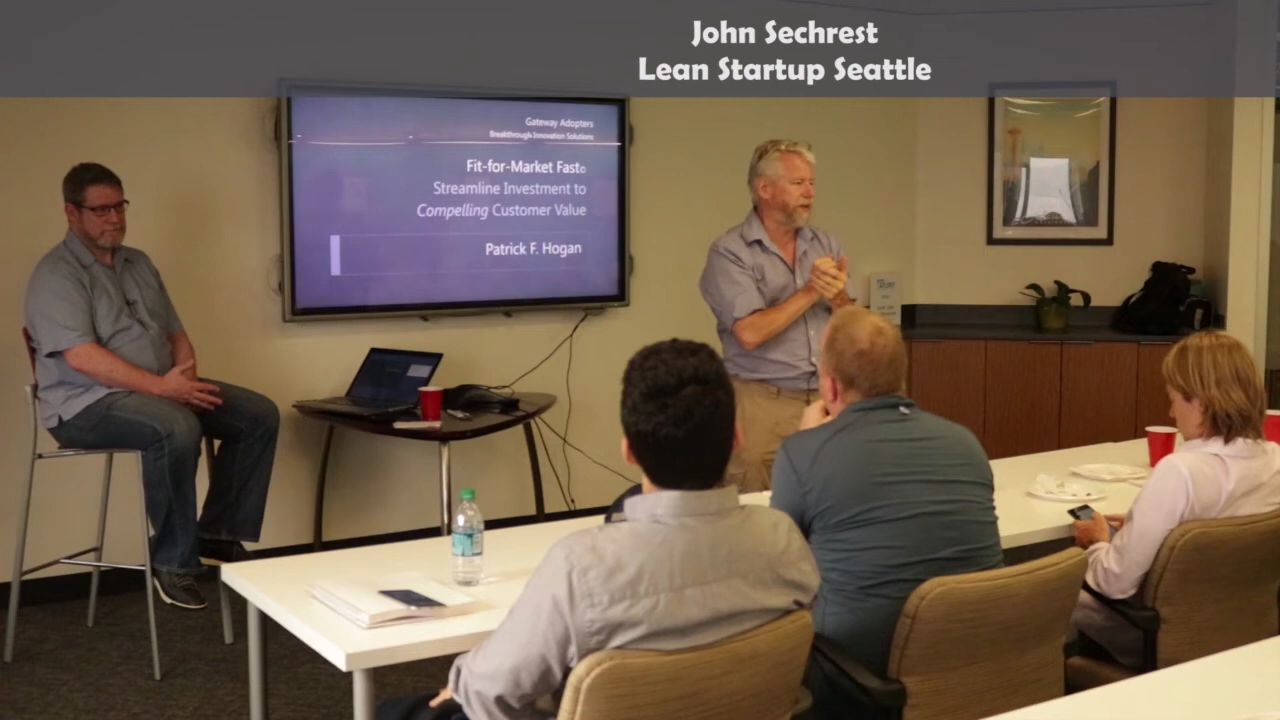 John Sechrest
Lean Startup Seattle
Gateway Adopters
Breakthrough Innovation Solutions
Fit-for-Market Fast©
Streamline Investment to
Compelling Customer Value
Patrick F. Hogan